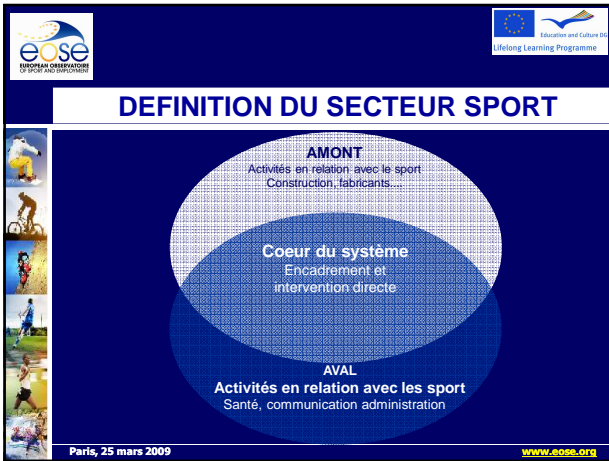 eose
EUROPEAN OBSERVATOIRE
OF SPORT AND EMPLOYMENT
Education and Culture DG
Lifelong Learning Programme
DEFINITION DU SECTEUR SPORT
AMONT
Activités en relation avec le sport
Construction, fabricants....
Coeur du système
Encadrement et
intervention directe
AVAL
Activités en relation avec les sport
Santé, communication administration
Paris, 25 mars 2009
www.eose.org